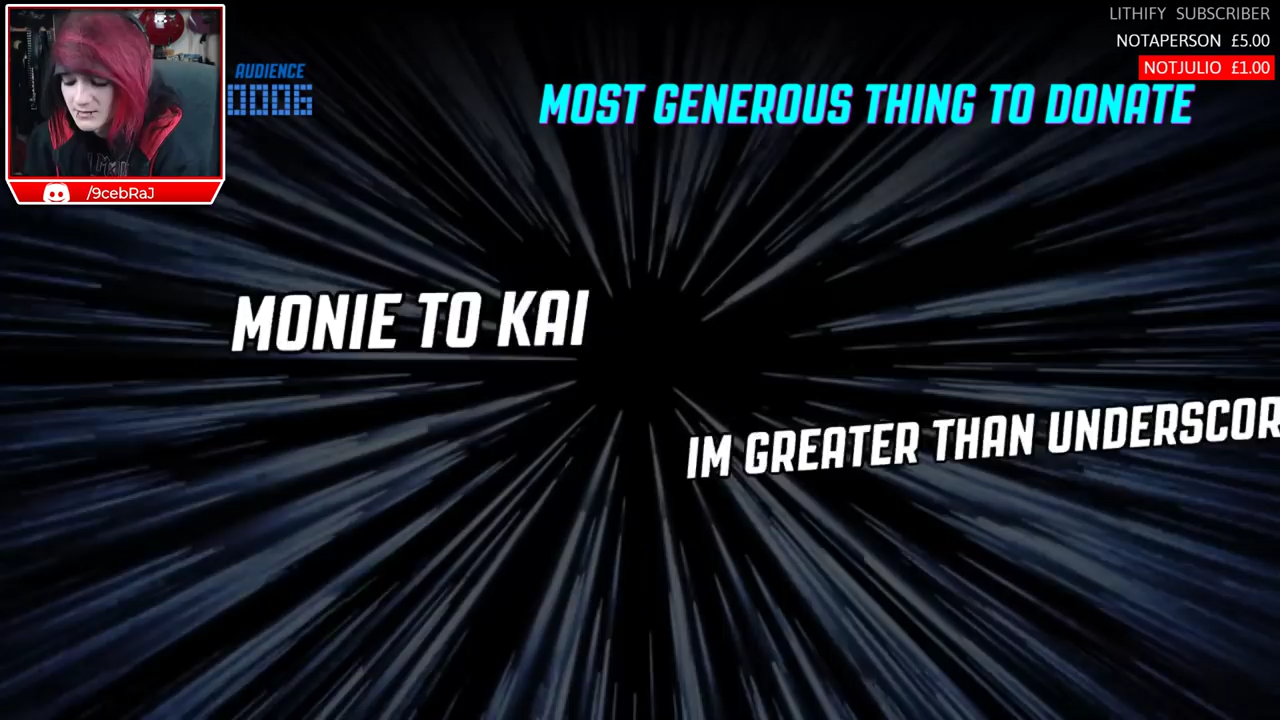 LITHIFY SUBSCRIBER
NOTAPERSON £5.00
NOTJULIO £1.00
AUDIENCE
0006
MOST GENEROUS THING TO DONATE
/9cebRaJ
MONIE TO KAI
IM GREATER THAN UNDERSCOR